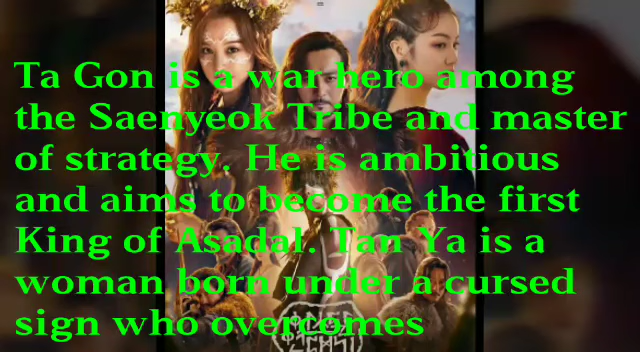 Ta Gon is a war hero among
the Saenyeok Tribe and master
of strategy. He is ambitious
and aims to become the first
King of Asadal. Tan Ya is a
woman born under a cursed
sign who overcomes